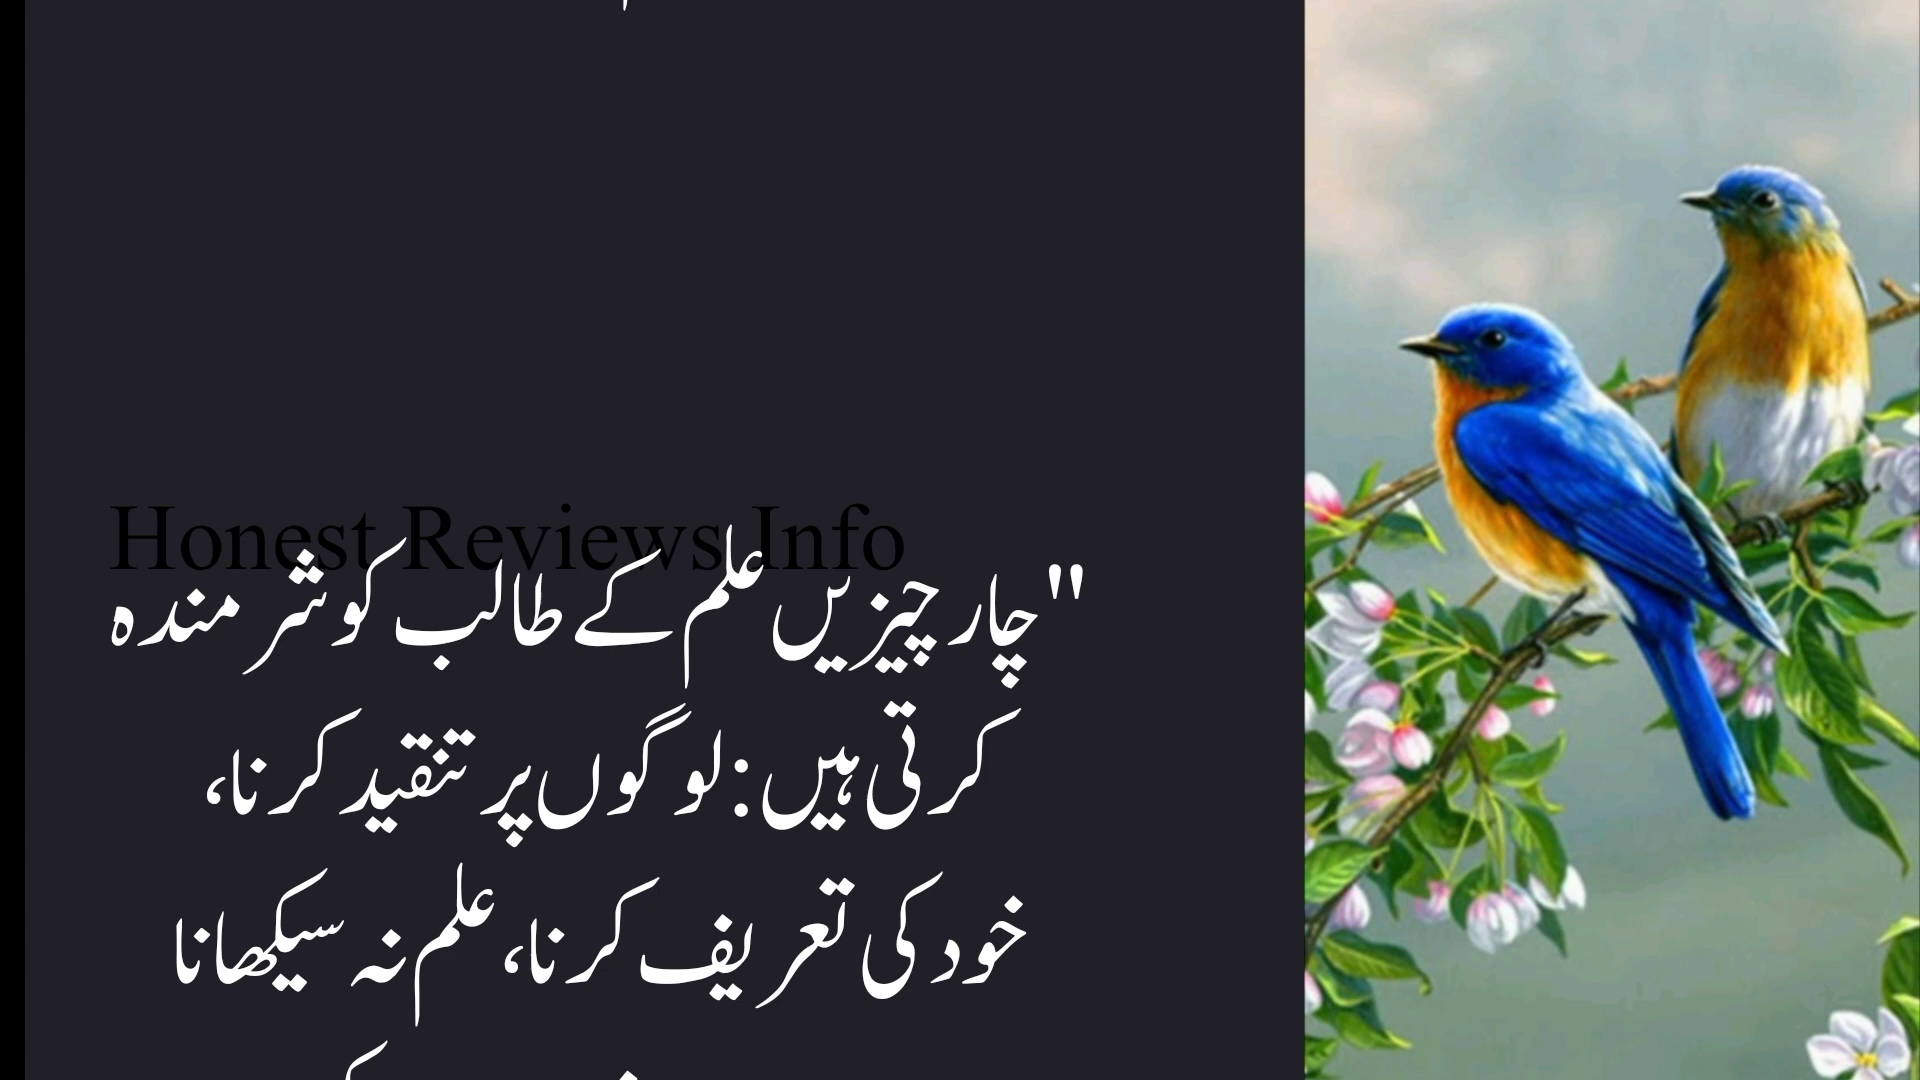 Honest Reviews Info
"چار چیزیں علم کے طالب کو شرمندہ
کرتی ہیں: لوگوں پر تنقید کرنا،
خود کی تعریف کرنا، علم نہ سیکھانا